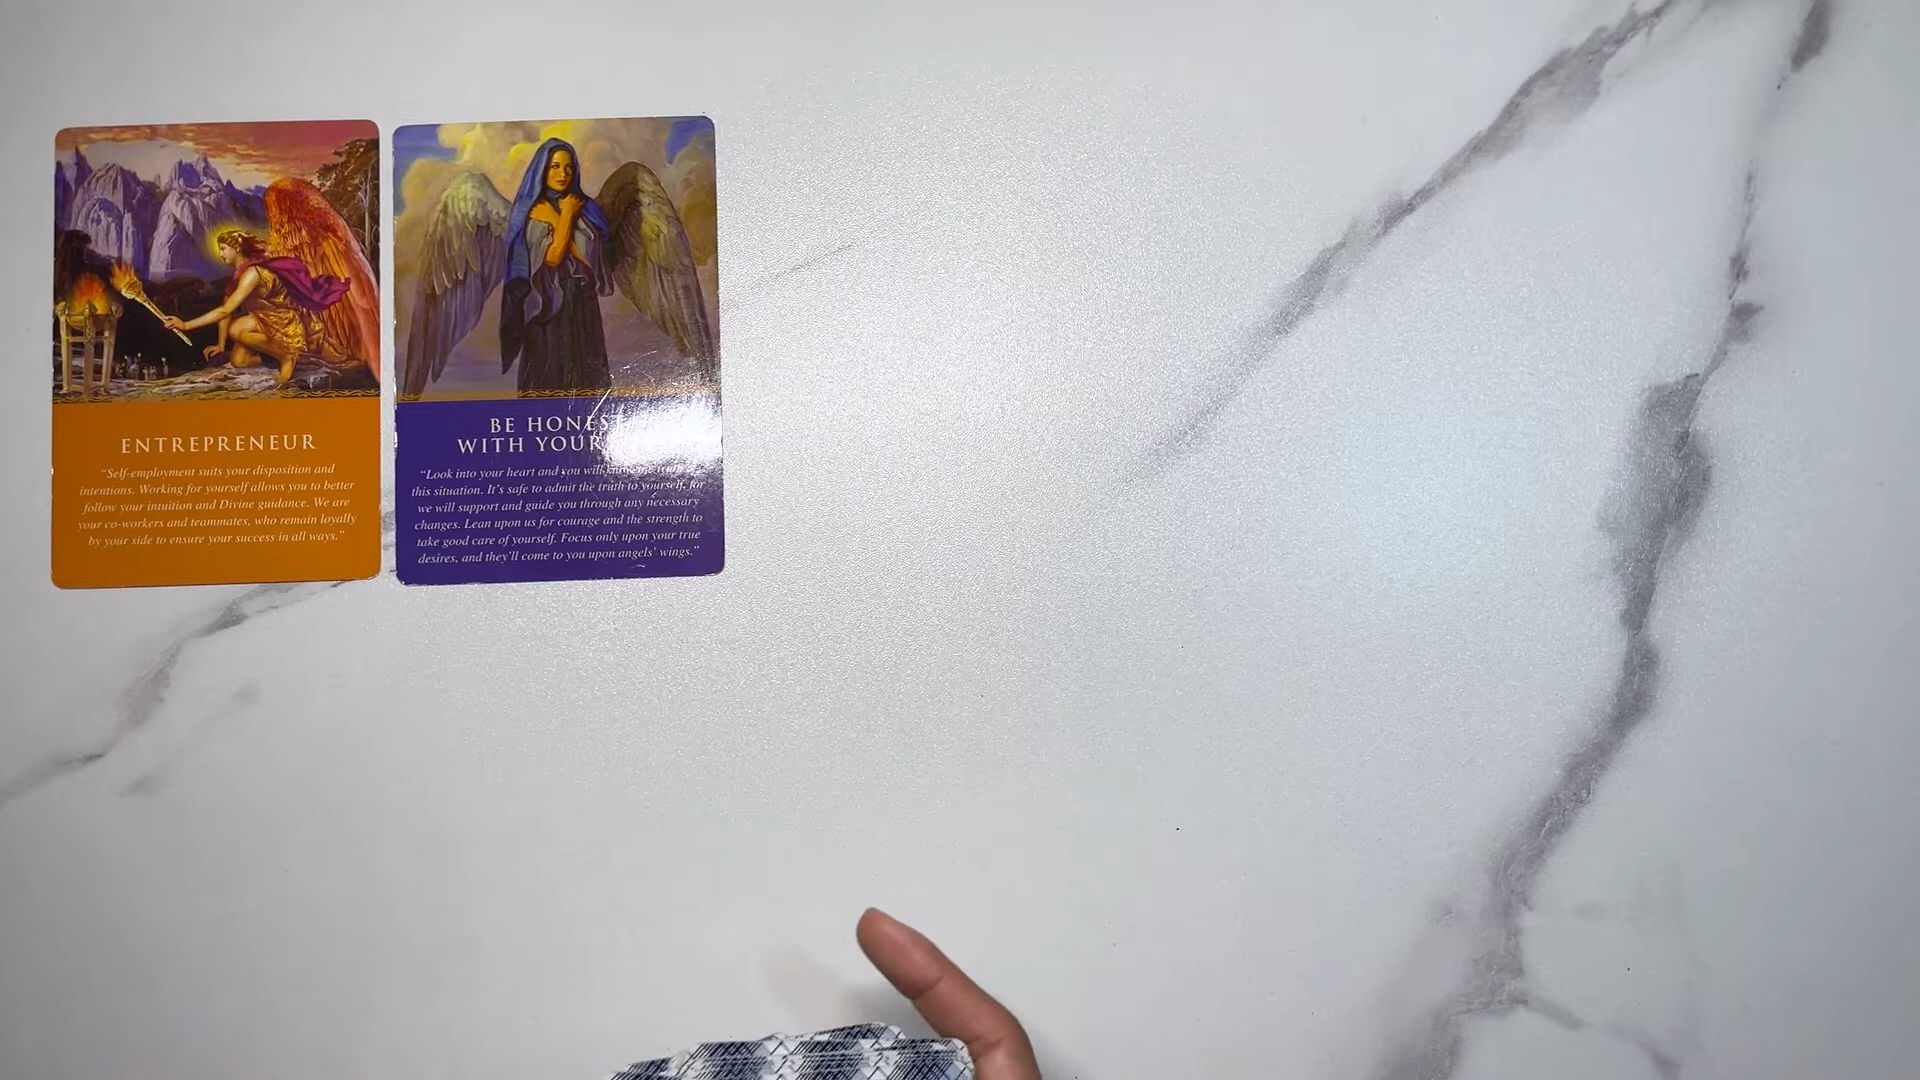 ENTREPRENEUR
“Self-employment suits your disposition and
intentions. Working for yourself allows you to better
follow your intuition and Divine guidance. We are
your co-workers and teammates, who remain loyally
by your side to ensure your success in all ways.”
BE HONEST
WITH YOUR
“Look into your heart and you will know the truth
this situation. It’s safe to admit the truth to yourself, for
we will support and guide you through any necessary
changes. Lean upon us for courage and the strength to
take good care of yourself. Focus only upon your true
desires, and they’ll come to you upon angels’ wings.”